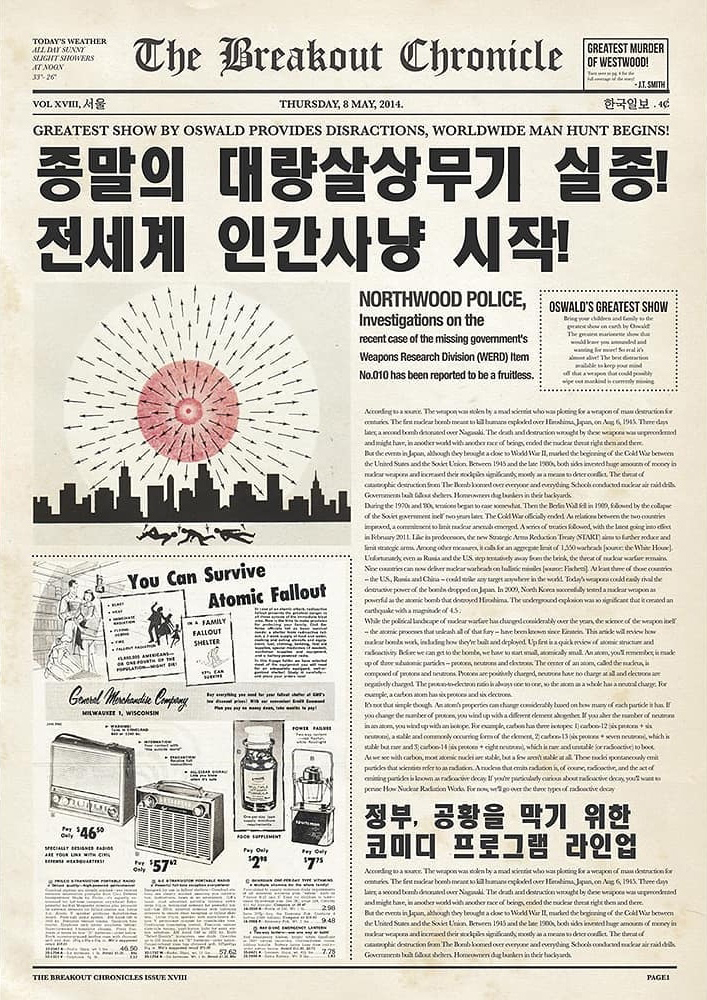 TODAY'S WEATHER
ALL DAY SUNNY
SLIGHT SHOWERS
AT NOON
33°- 26°
The Breakout Chronicle
GREATEST MURDER
OF WESTWOOD!
- J.T. SMITH
VOL XVIII, 서울
THURSDAY, 8 MAY, 2014.
한국일보 . 4¢
GREATEST SHOW BY OSWALD PROVIDES DISRACTIONS, WORLDWIDE MAN HUNT BEGINS!
종말의 대량살상무기 실종!
전세계 인간사냥 시작!
NORTHWOOD POLICE,
Investigations on the
recent case of the missing government's
Weapons Research Division (WERD) Item
No.010 has been reported to be a fruitless.
OSWALD'S GREATEST SHOW
Bring your children and family to the
greatest show on earth by Oswald!
The greatest marionette show that
would leave you astounded and
wanting for more! So real it's
almost alive! The best distraction
available to keep your mind
off that a weapon that could possibly
wipe out mankind is currently missing.
According to a source. The weapon was stolen by a mad scientist who was plotting for a weapon of mass destruction for
centuries. The first nuclear bomb meant to kill humans exploded over Hiroshima, Japan, on Aug. 6, 1945. Three days
later, a second bomb detonated over Nagasaki. The death and destruction wrought by these weapons was unprecedented
and might have, in another world with another race of beings, ended the nuclear threat right then and there.
But the events in Japan, although they brought a close to World War II, marked the beginning of the Cold War between
the United States and the Soviet Union. Between 1945 and the late 1980s, both sides invested huge amounts of money in
nuclear weapons and increased their stockpiles significantly, mostly as a means to deter conflict. The threat of
catastrophic destruction from The Bomb loomed over everyone and everything. Schools conducted nuclear air raid drills.
Governments built fallout shelters. Homeowners dug bunkers in their backyards.
During the 1970s and '80s, tensions began to ease somewhat. Then the Berlin Wall fell in 1989, followed by the collapse
of the Soviet government itself two years later. The Cold War officially ended. As relations between the two countries
improved, a commitment to limit nuclear arsenals emerged. A series of treaties followed, with the latest going into effect
in February 2011. Like its predecessors, the new Strategic Arms Reduction Treaty (START) aims to further reduce and
limit strategic arms. Among other measures, it calls for an aggregate limit of 1,550 warheads [source: the White House].
Unfortunately, even as Russia and the U.S. step tentatively away from the brink, the threat of nuclear warfare remains.
Nine countries can now deliver nuclear warheads on ballistic missiles [source: Fischetti]. At least three of those countries
– the U.S., Russia and China – could strike any target anywhere in the world. Today's weapons could easily rival the
destructive power of the bombs dropped on Japan. In 2009, North Korea successfully tested a nuclear weapon as
powerful as the atomic bomb that destroyed Hiroshima. The underground explosion was so significant that it created an
earthquake with a magnitude of 4.5 .
While the political landscape of nuclear warfare has changed considerably over the years, the science of the weapon itself
– the atomic processes that unleash all of that fury – have been known since Einstein. This article will review how
nuclear bombs work, including how they're built and deployed. Up first is a quick review of atomic structure and
radioactivity. Before we can get to the bombs, we have to start small, atomically small. An atom, you'll remember, is made
up of three subatomic particles – protons, neutrons and electrons. The center of an atom, called the nucleus, is
composed of protons and neutrons. Protons are positively charged, neutrons have no charge at all and electrons are
negatively charged. The proton-to-electron ratio is always one to one, so the atom as a whole has a neutral charge. For
example, a carbon atom has six protons and six electrons.
It's not that simple though. An atom's properties can change considerably based on how many of each particle it has. If
you change the number of protons, you wind up with a different element altogether. If you alter the number of neutrons
in an atom, you wind up with an isotope. For example, carbon has three isotopes: 1) carbon-12 (six protons + six
neutrons), a stable and commonly occurring form of the element, 2) carbon-13 (six protons + seven neutrons), which is
stable but rare and 3) carbon-14 (six protons + eight neutrons), which is rare and unstable (or radioactive) to boot.
As we see with carbon, most atomic nuclei are stable, but a few aren't stable at all. These nuclei spontaneously emit
particles that scientists refer to as radiation. A nucleus that emits radiation is, of course, radioactive, and the act of
emitting particles is known as radioactive decay. If you're particularly curious about radioactive decay, you'll want to
peruse How Nuclear Radiation Works. For now, we'll go over the three types of radioactive decay
You Can Survive
Atomic Fallout
BLAST
HEAT
IMMEDIATE
RADIATION
FLYING
DEBRIS
FIRE
FALLOUT RADIATION
IN A FAMILY
FALLOUT
SHELTER
97% CAN
SURVIVE
General Merchandise Company
MILWAUKEE 1, WISCONSIN
Pay
Only $46⁵⁰
SPECIALLY DESIGNED RADIOS
ARE YOUR LINK WITH CIVIL
DEFENSE HEADQUARTERS!
Pay
Only $57⁶²
POWER FAILURE
FOOD SUPPLEMENT
Pay Only
$2⁹⁸
Pay Only
$7⁷⁵
정부, 공황을 막기 위한
코미디 프로그램 라인업
According to a source. The weapon was stolen by a mad scientist who was plotting for a weapon of mass destruction for
centuries. The first nuclear bomb meant to kill humans exploded over Hiroshima, Japan, on Aug. 6, 1945. Three days
later, a second bomb detonated over Nagasaki. The death and destruction wrought by these weapons was unprecedented
and might have, in another world with another race of beings, ended the nuclear threat right then and there.
But the events in Japan, although they brought a close to World War II, marked the beginning of the Cold War between
the United States and the Soviet Union. Between 1945 and the late 1980s, both sides invested huge amounts of money in
nuclear weapons and increased their stockpiles significantly, mostly as a means to deter conflict. The threat of
catastrophic destruction from The Bomb loomed over everyone and everything. Schools conducted nuclear air raid drills.
Governments built fallout shelters. Homeowners dug bunkers in their backyards.
THE BREAKOUT CHRONICLES ISSUE XVIII
PAGE1